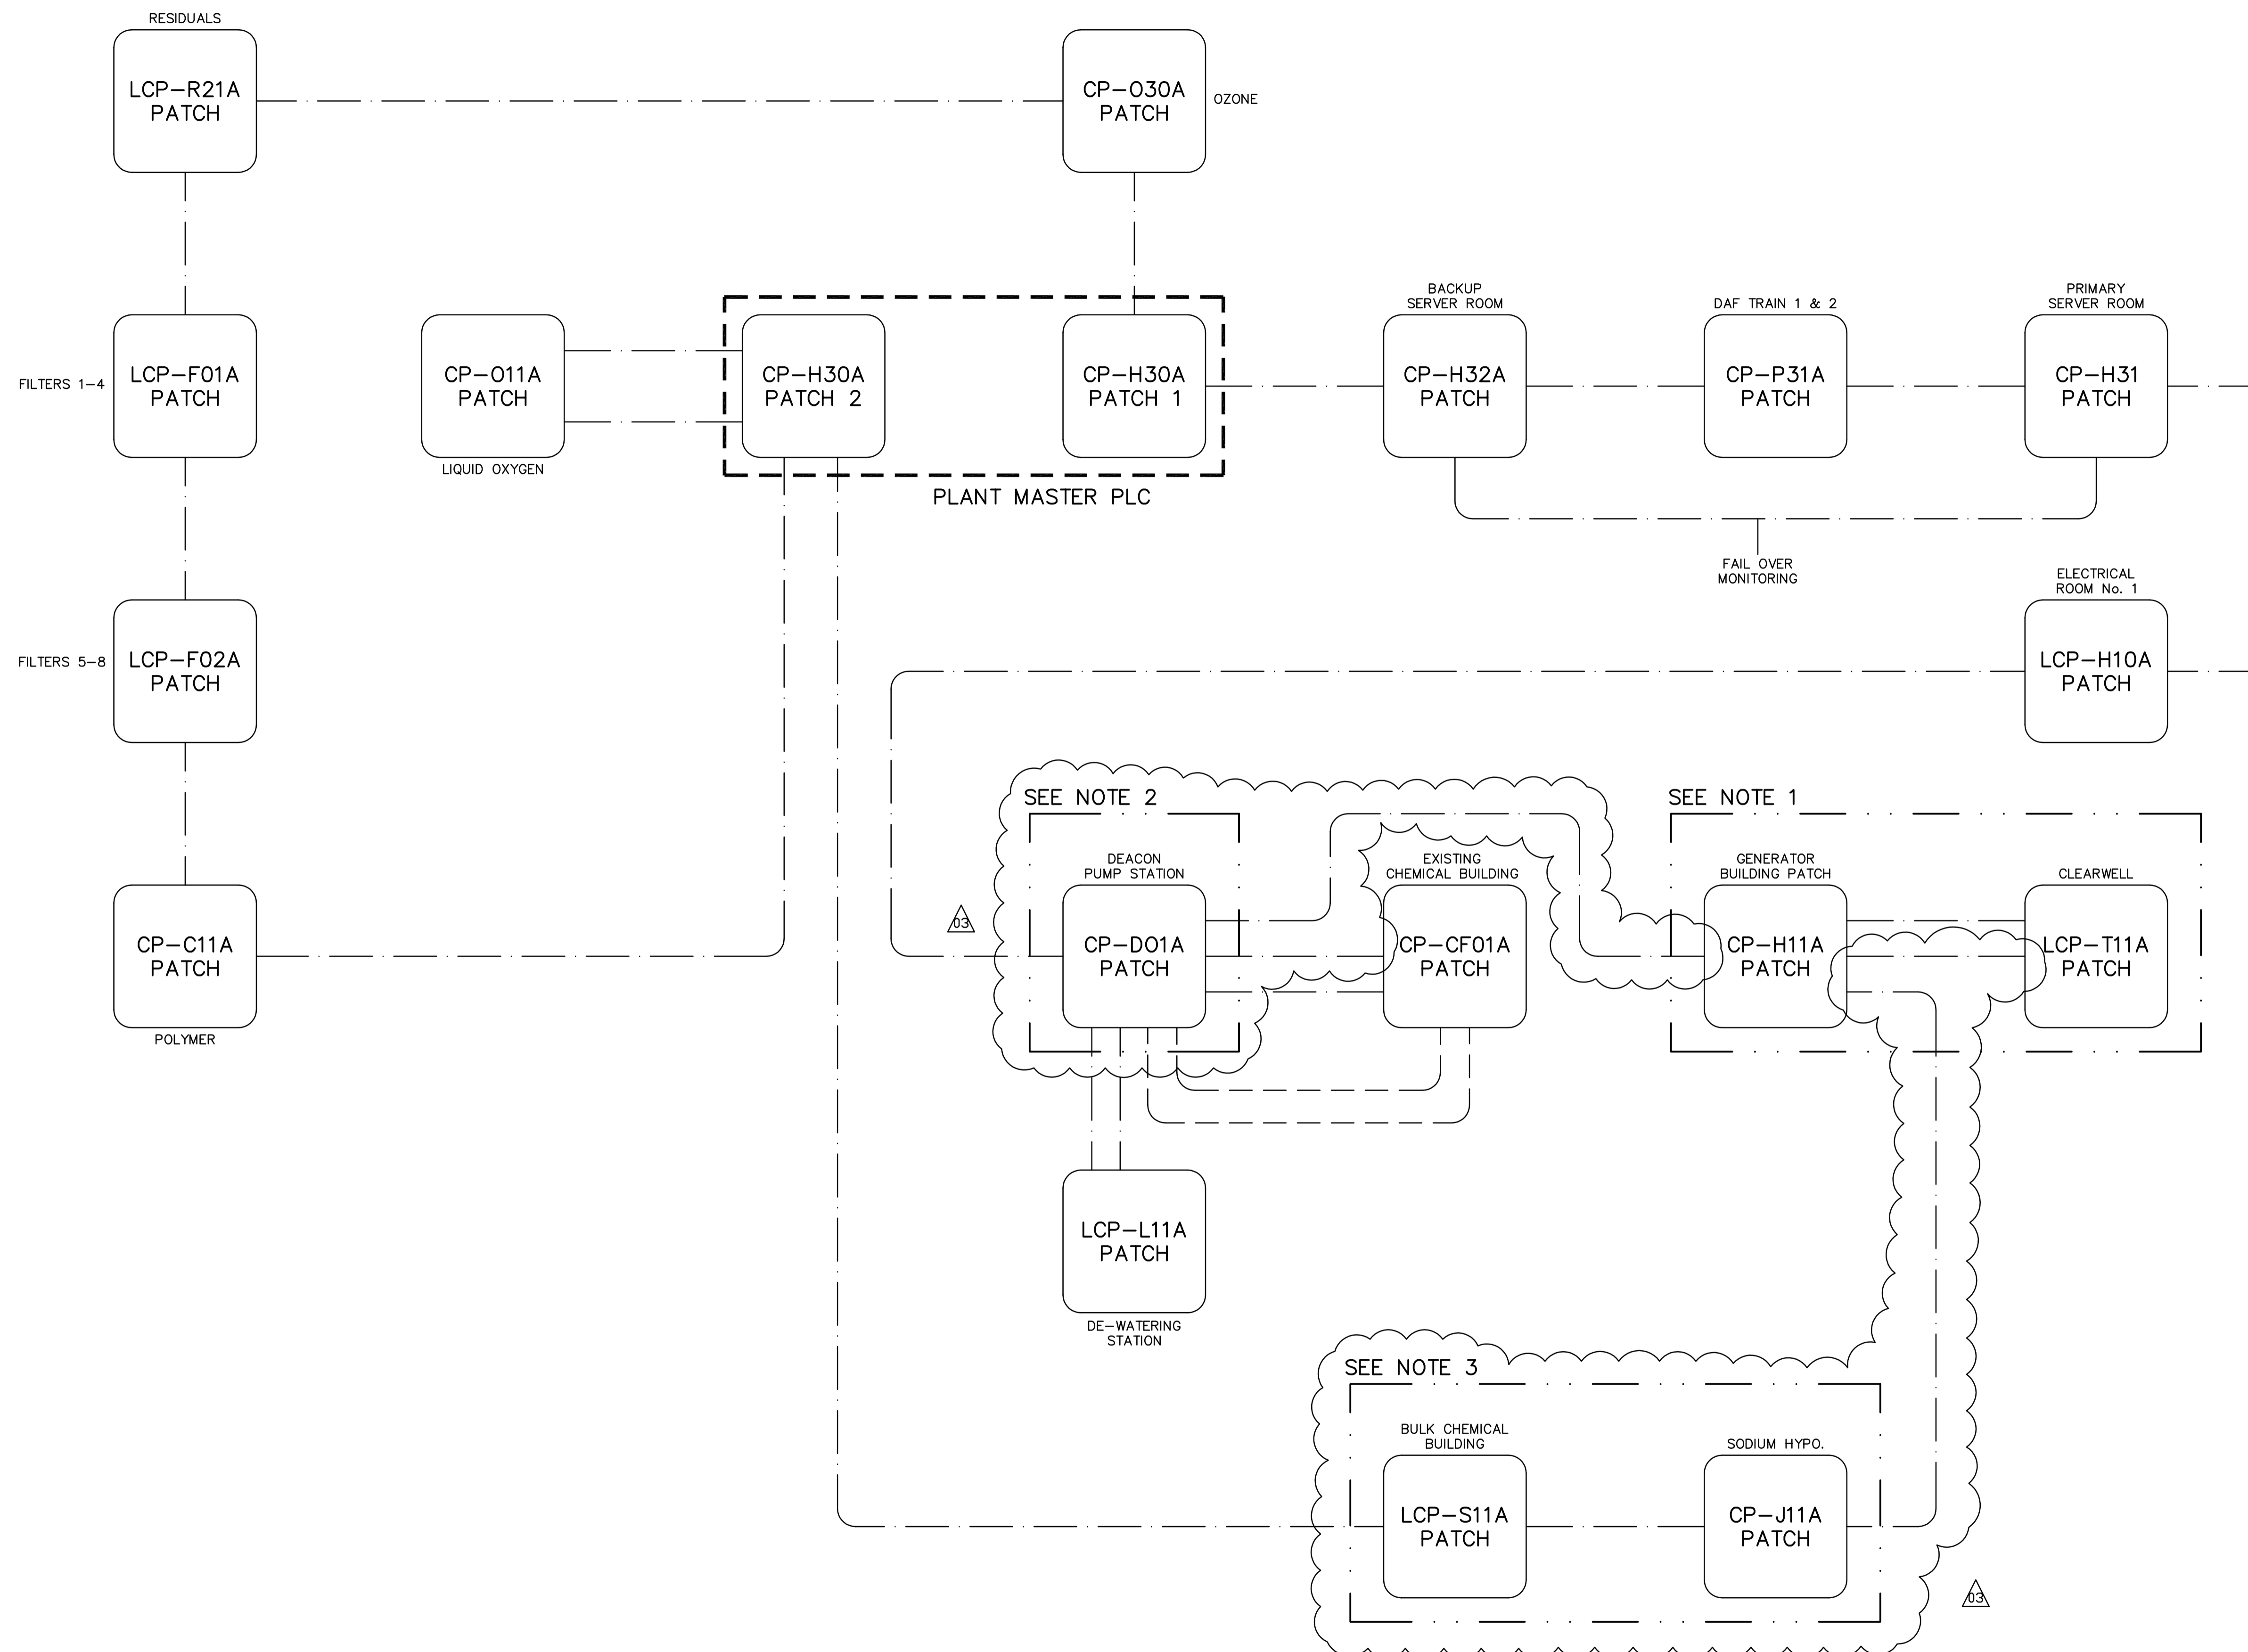 RESIDUALS
LCP-R21A
PATCH
CP-O30A
PATCH
OZONE
FILTERS 1-4
LCP-F01A
PATCH
CP-O11A
PATCH
LIQUID OXYGEN
CP-H30A
PATCH 2
CP-H30A
PATCH 1
PLANT MASTER PLC
BACKUP
SERVER ROOM
CP-H32A
PATCH
DAF TRAIN 1 & 2
CP-P31A
PATCH
PRIMARY
SERVER ROOM
CP-H31
PATCH
FAIL OVER
MONITORING
FILTERS 5-8
LCP-F02A
PATCH
ELECTRICAL
ROOM No. 1
LCP-H10A
PATCH
SEE NOTE 2
SEE NOTE 1
CP-C11A
PATCH
POLYMER
03
DEACON
PUMP STATION
CP-D01A
PATCH
EXISTING
CHEMICAL BUILDING
CP-CF01A
PATCH
GENERATOR
BUILDING PATCH
CP-H11A
PATCH
CLEARWELL
LCP-T11A
PATCH
LCP-L11A
PATCH
DE-WATERING
STATION
SEE NOTE 3
BULK CHEMICAL
BUILDING
LCP-S11A
PATCH
SODIUM HYPO.
CP-J11A
PATCH
03